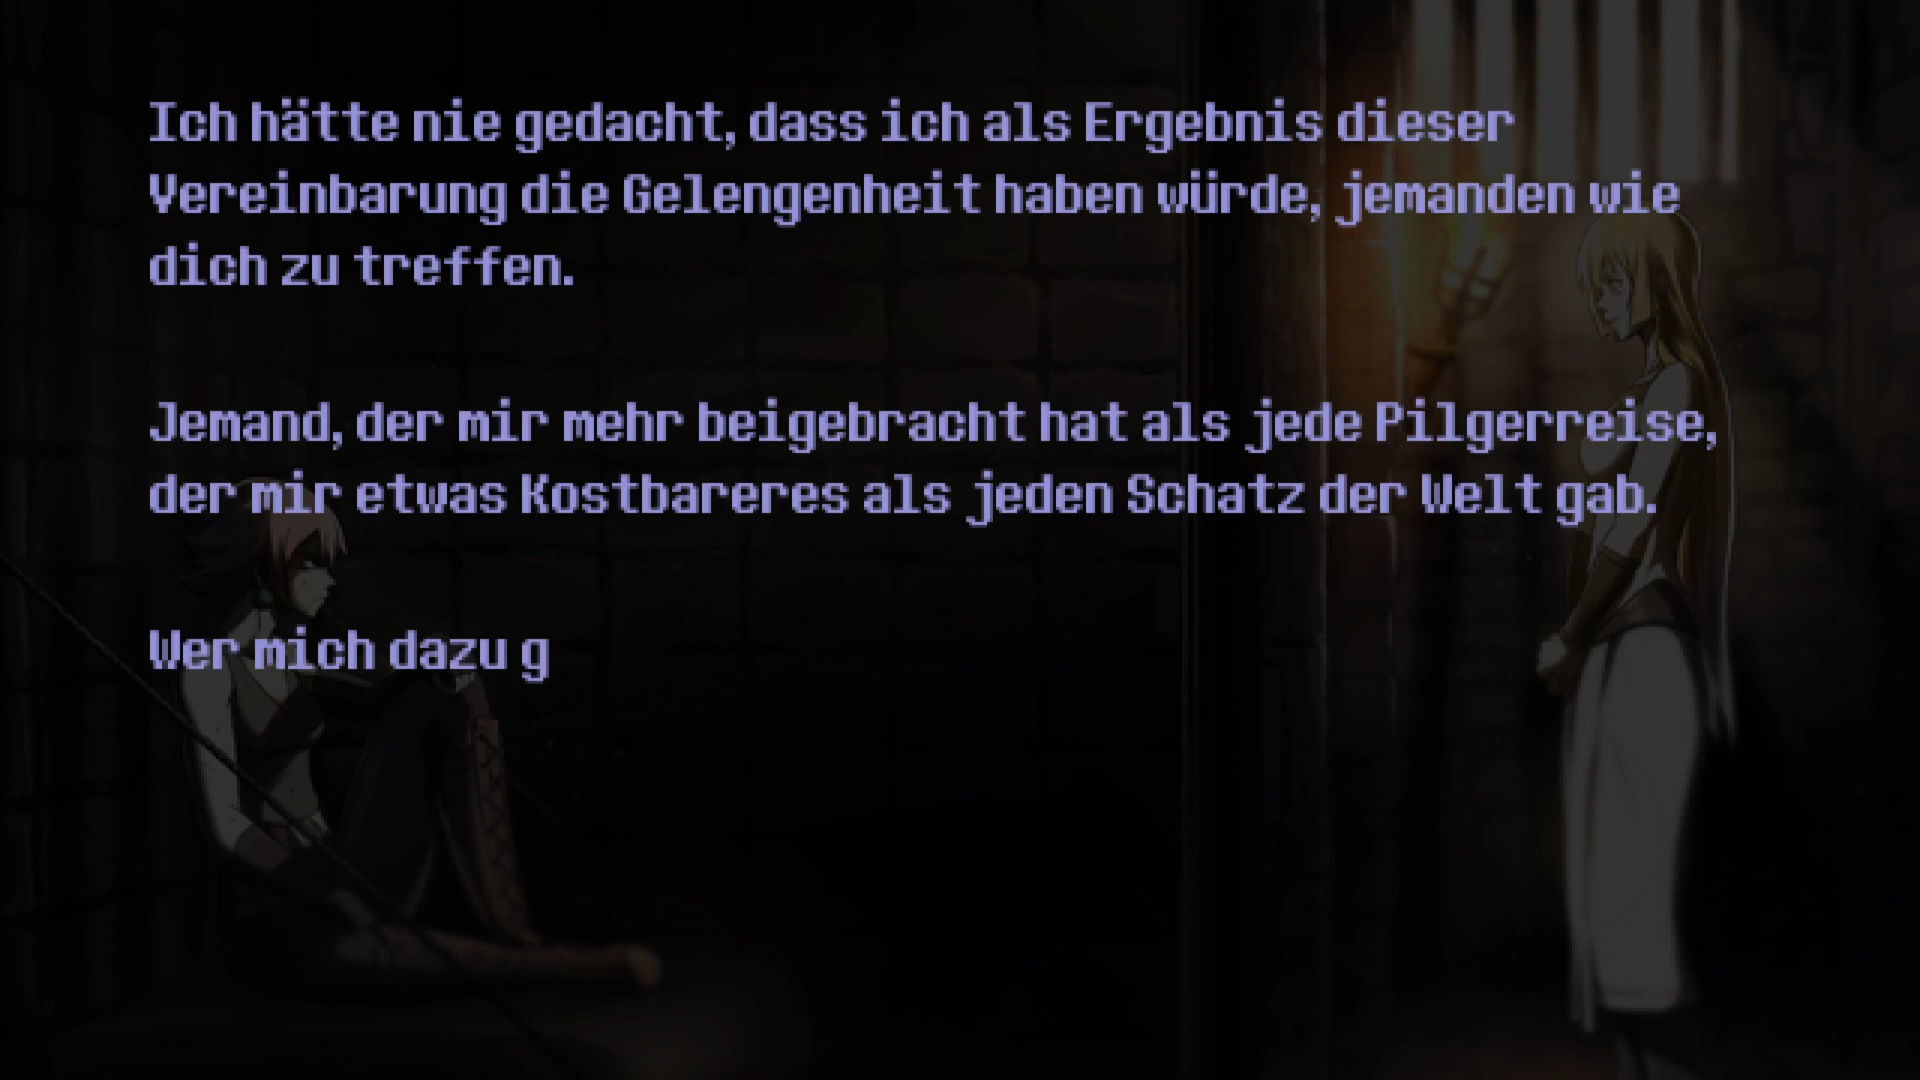 Ich hätte nie gedacht, dass ich als Ergebnis dieser
Vereinbarung die Gelengenheit haben würde, jemanden wie
dich zu treffen.
Jemand, der mir mehr beigebracht hat als jede Pilgerreise,
der mir etwas Kostbareres als jeden Schatz der Welt gab.
Wer mich dazu g